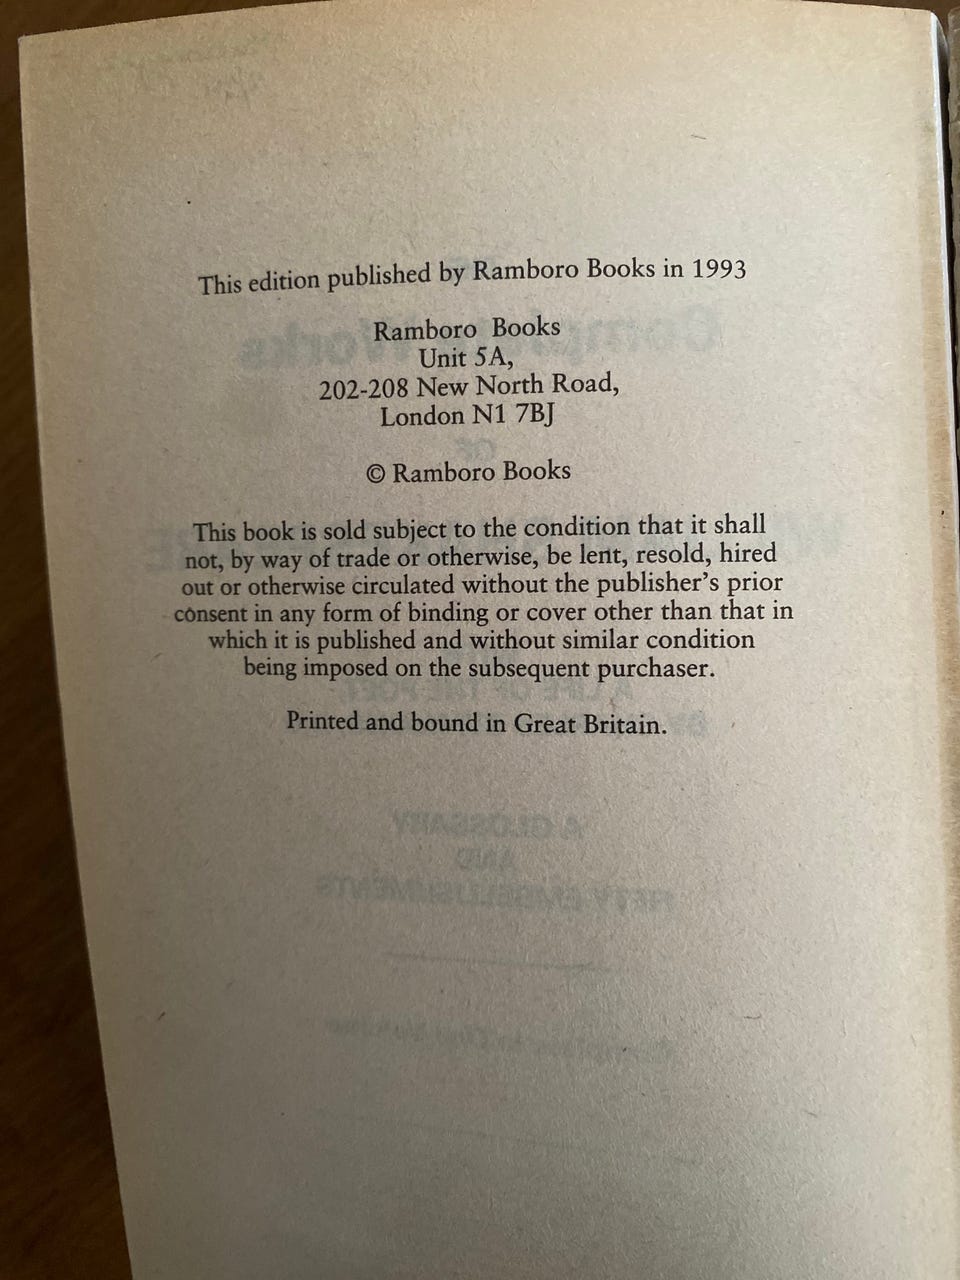 This edition published by Ramboro Books in 1993
Ramboro Books
Unit 5A,
202-208 New North Road,
London N1 7BJ
© Ramboro Books
This book is sold subject to the condition that it shall
not, by way of trade or otherwise, be lent, resold, hired
out or otherwise circulated without the publisher's prior
consent in any form of binding or cover other than that in
which it is published and without similar condition
being imposed on the subsequent purchaser.
Printed and bound in Great Britain.